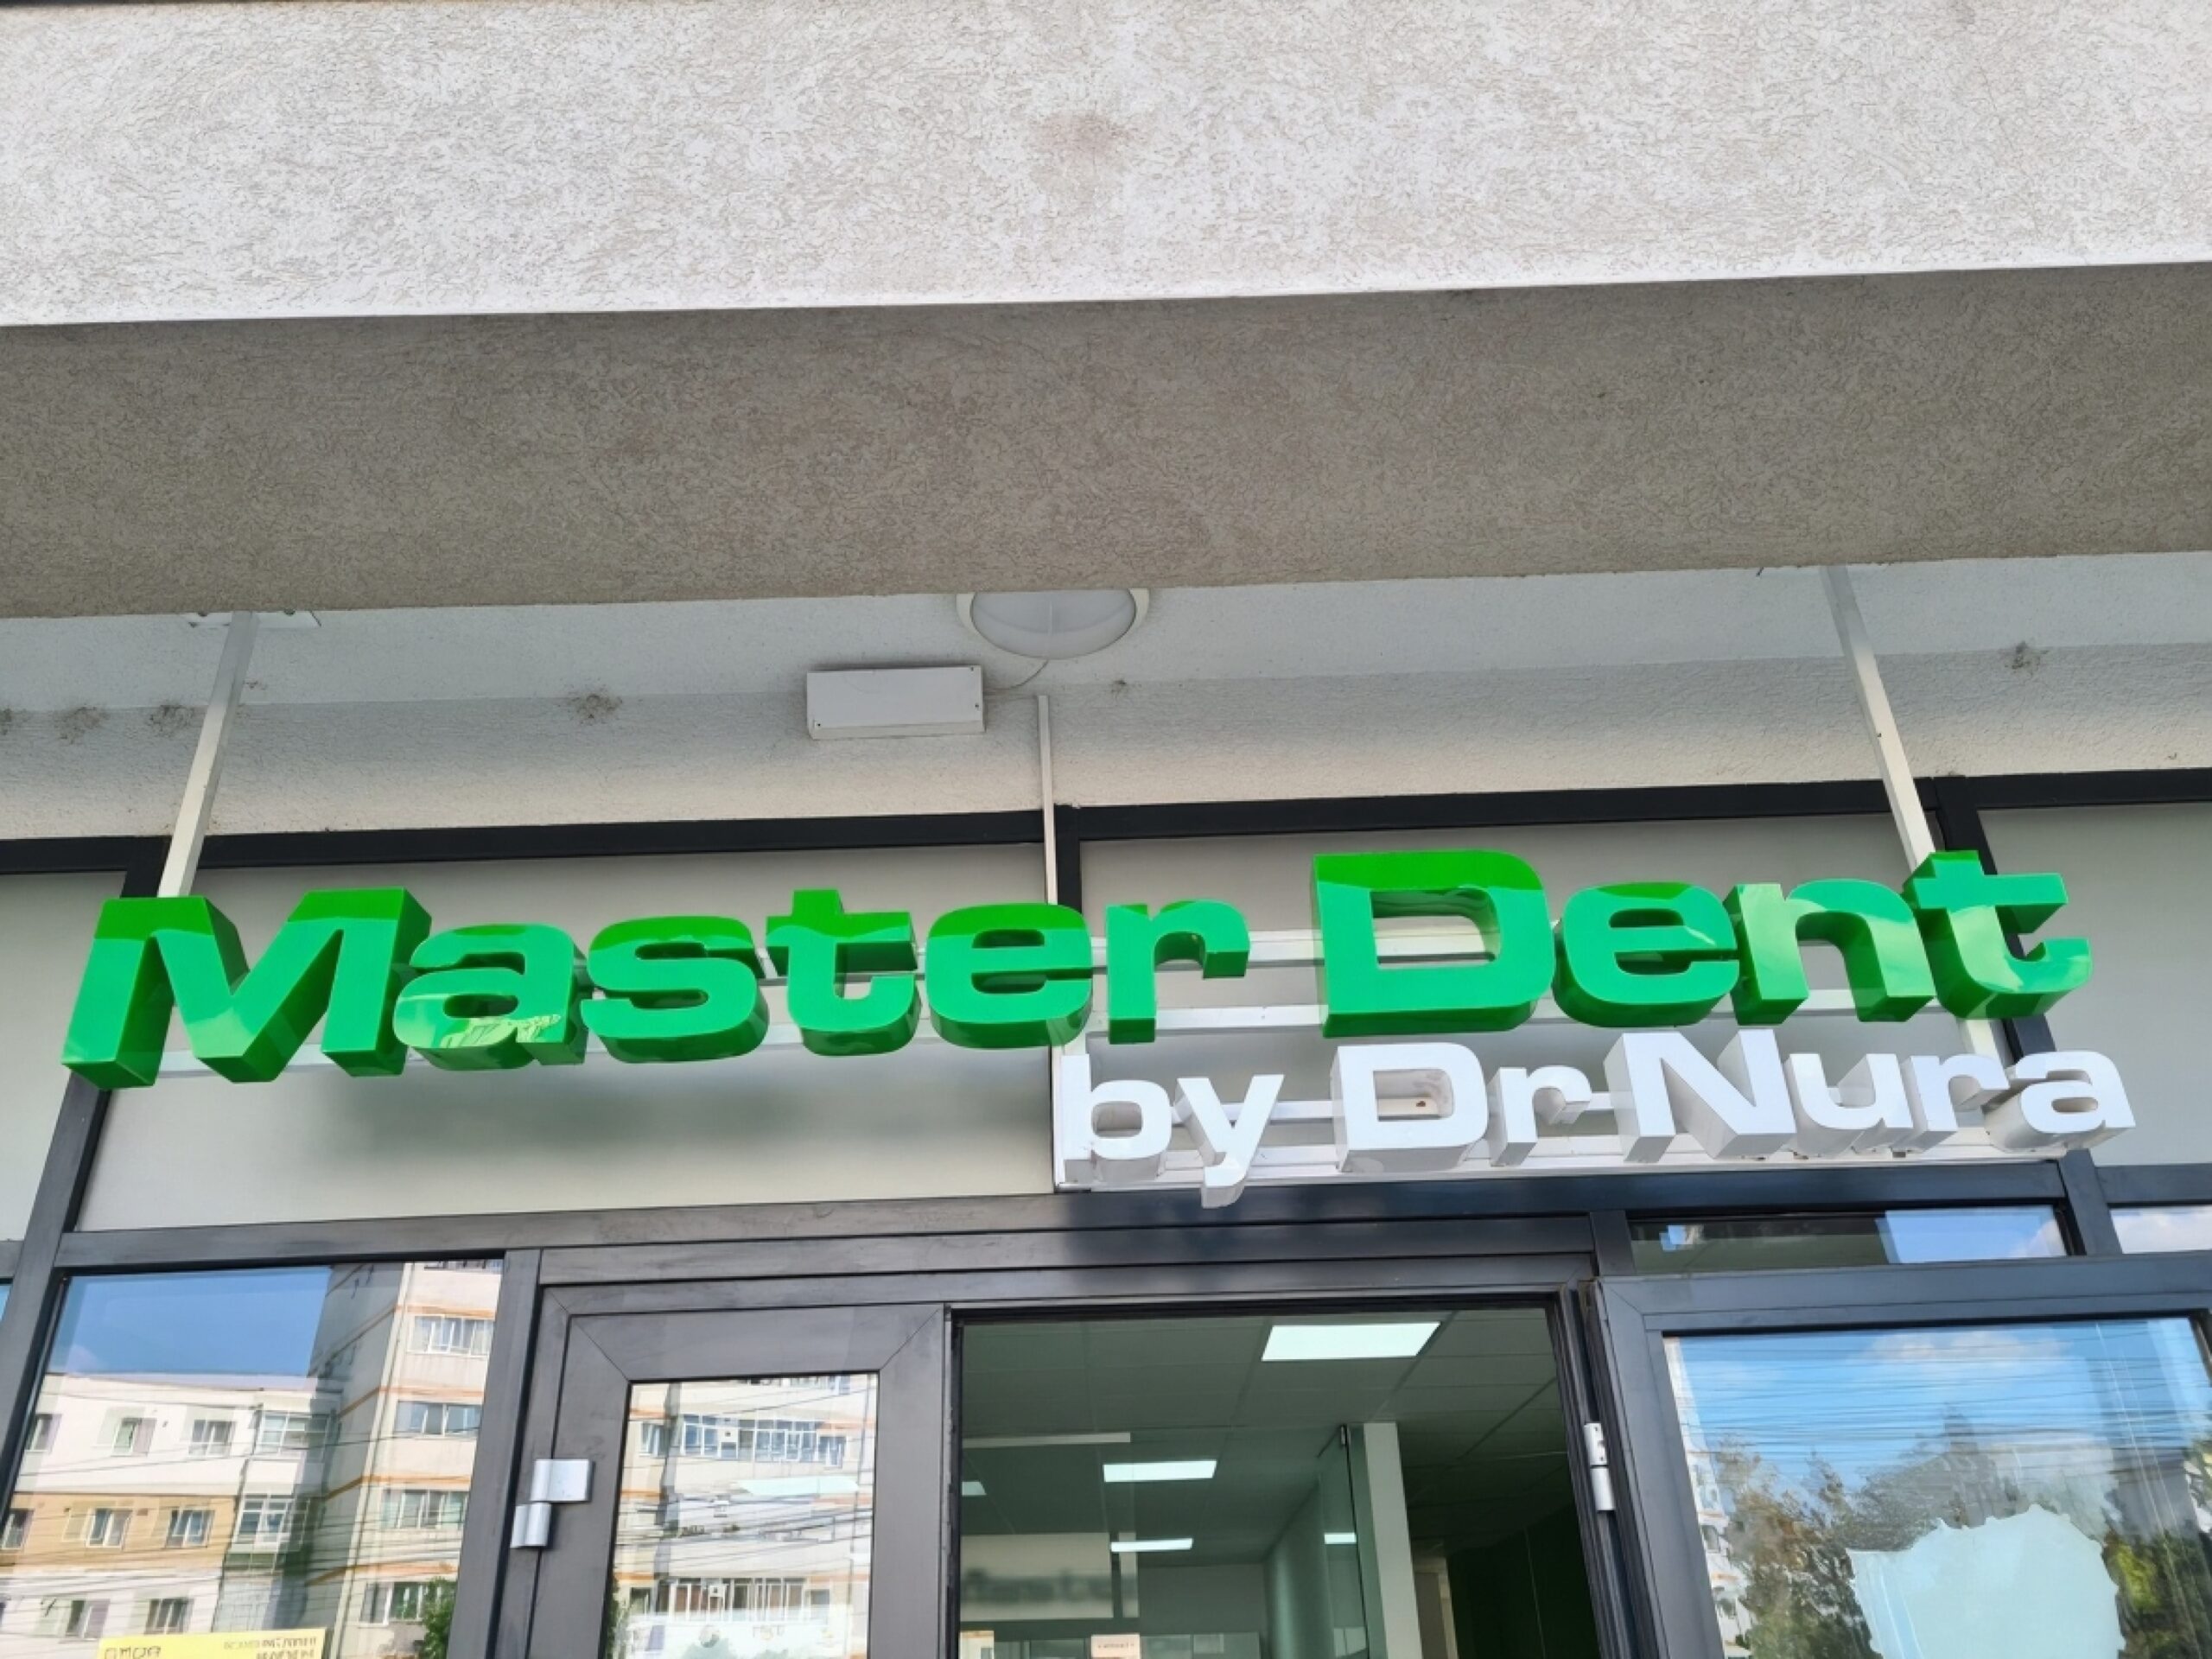 Master Dent
by Dr Nura